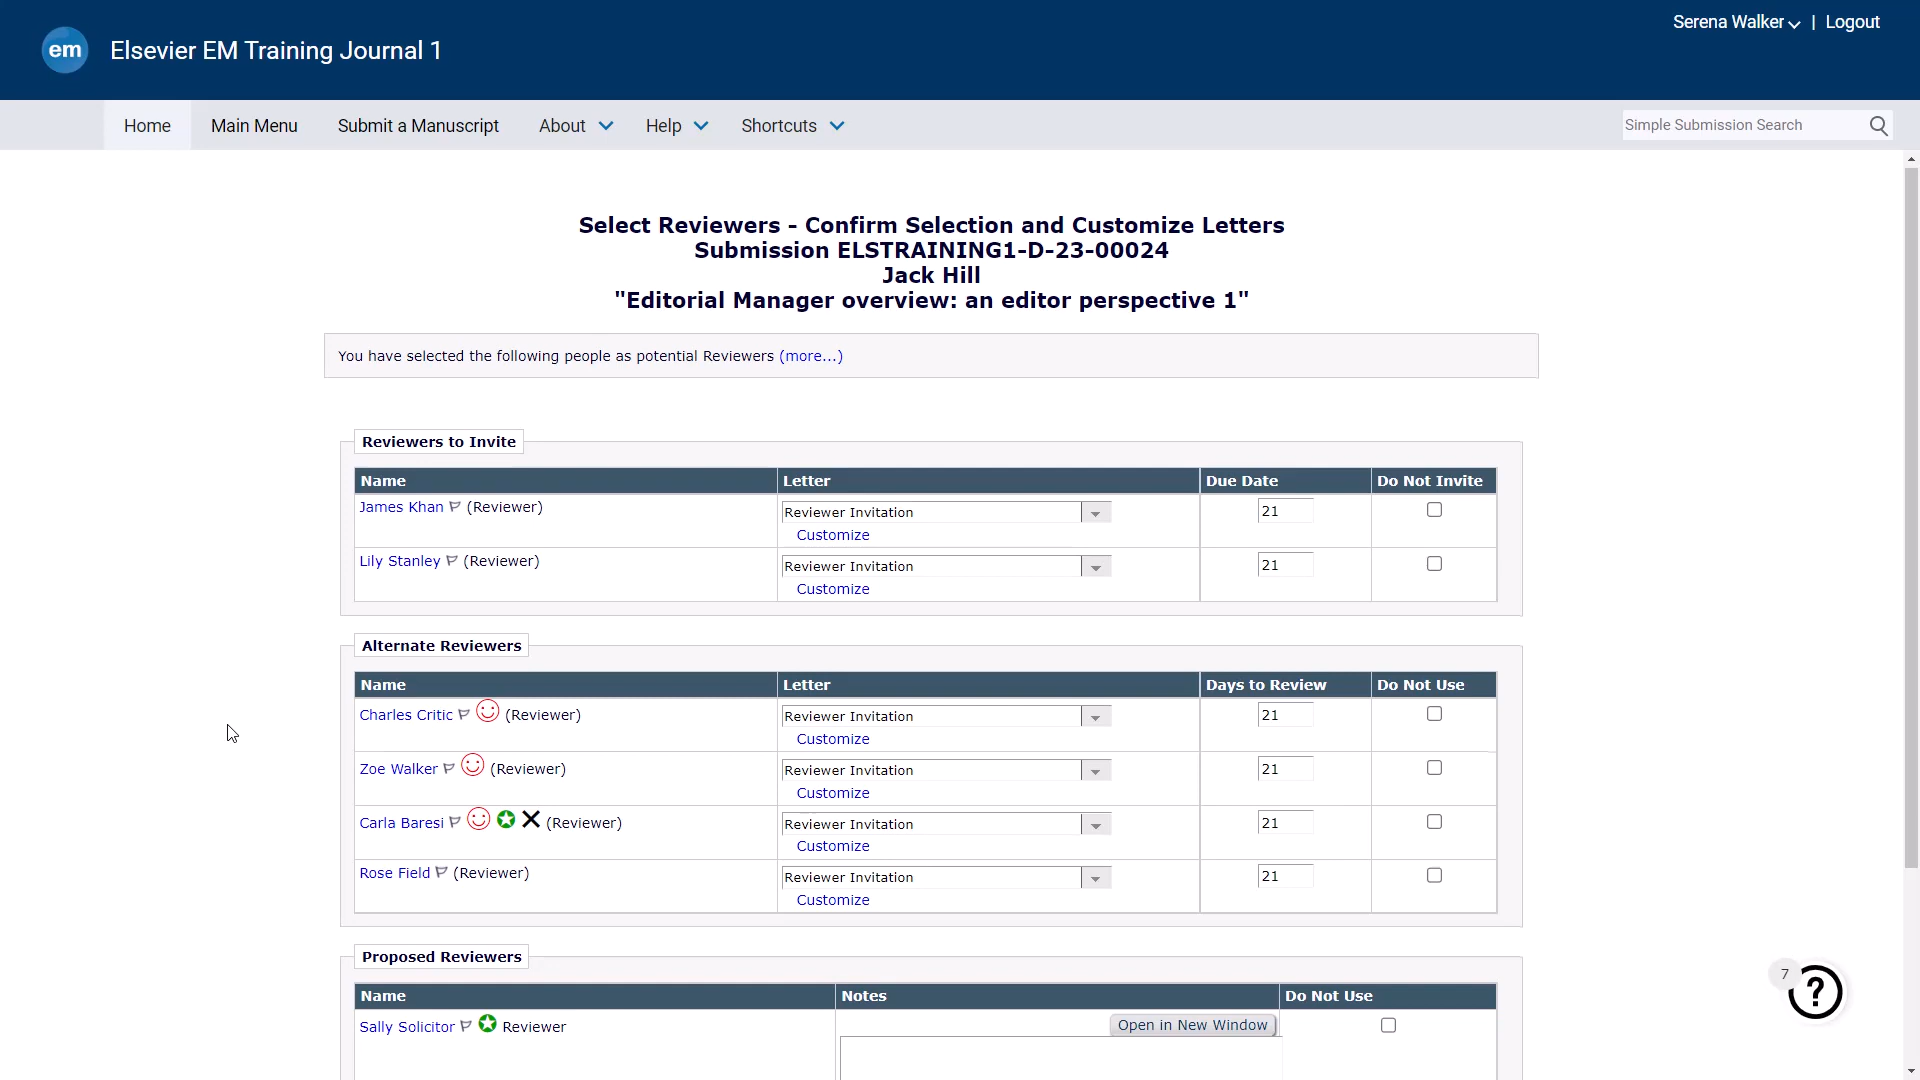 Serena Walker | Logout
em Elsevier EM Training Journal 1
Home Main Menu Submit a Manuscript About Help Shortcuts Simple Submission Search
Select Reviewers - Confirm Selection and Customize Letters
Submission ELSTRAINING1-D-23-00024
Jack Hill
"Editorial Manager overview: an editor perspective 1"
You have selected the following people as potential Reviewers (more...)
Reviewers to Invite
Name Letter Due Date Do Not Invite
James Khan (Reviewer) Reviewer Invitation 21
Customize
Lily Stanley (Reviewer) Reviewer Invitation 21
Customize
Alternate Reviewers
Name Letter Days to Review Do Not Use
Charles Critic (Reviewer) Reviewer Invitation 21
Customize
Zoe Walker (Reviewer) Reviewer Invitation 21
Customize
Carla Baresi (Reviewer) Reviewer Invitation 21
Customize
Rose Field (Reviewer) Reviewer Invitation 21
Customize
Proposed Reviewers
7 ?
Name Notes Do Not Use
Sally Solicitor Reviewer Open in New Window